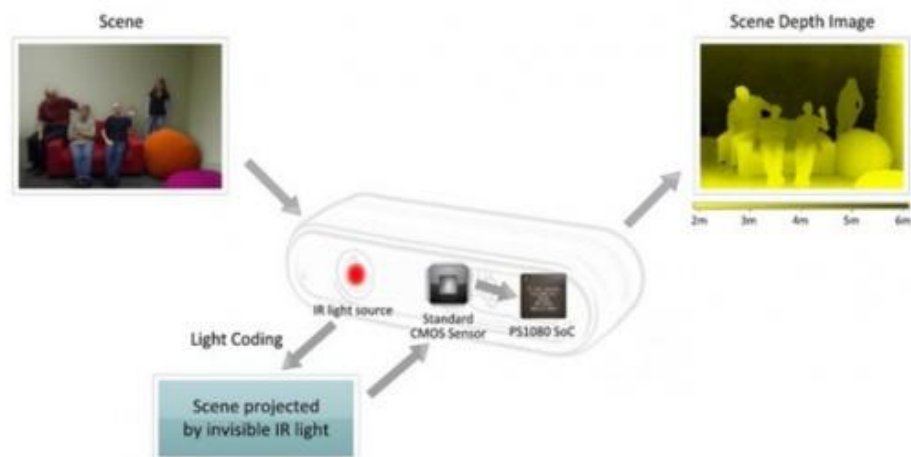 Scene
Scene Depth Image
2m 3m 4m 5m 6m
IR light source
Standard
CMOS Sensor
PS1080 SoC
Light Coding
Scene projected
by invisible IR light